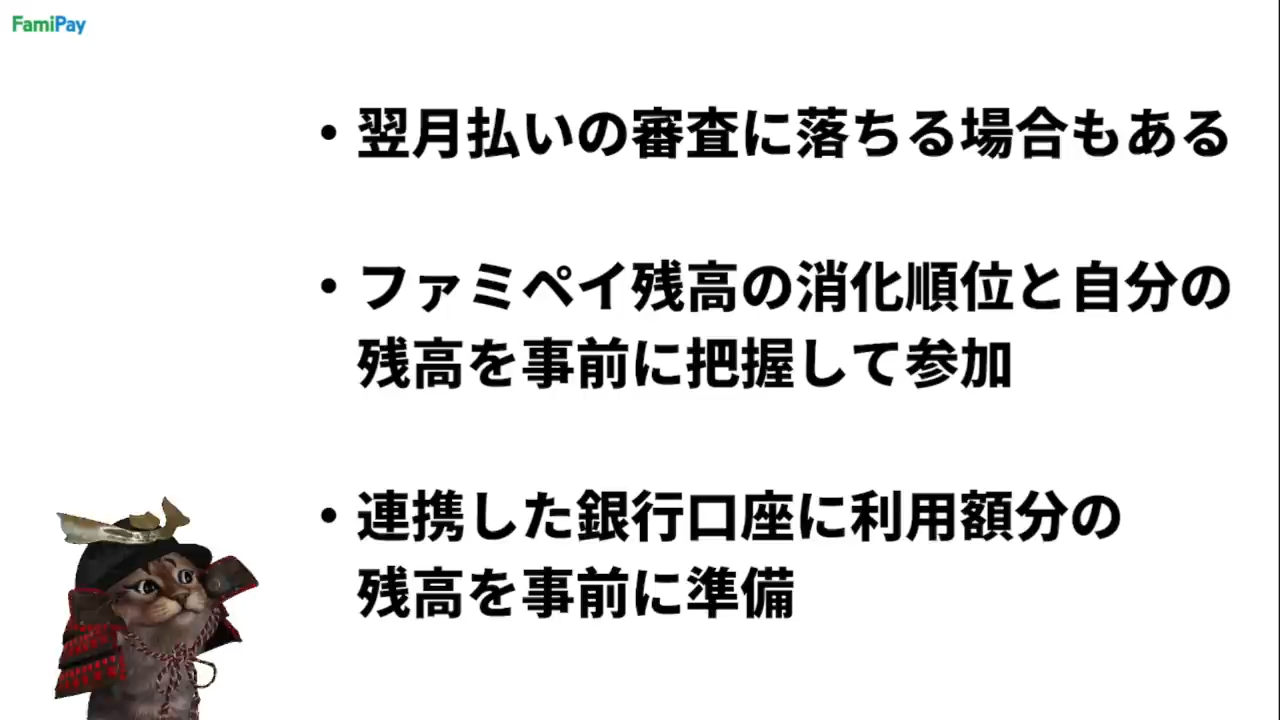 FamiPay
・翌月払いの審査に落ちる場合もある
・ファミペイ残高の消化順位と自分の
残高を事前に把握して参加
・連携した銀行口座に利用額分の
残高を事前に準備